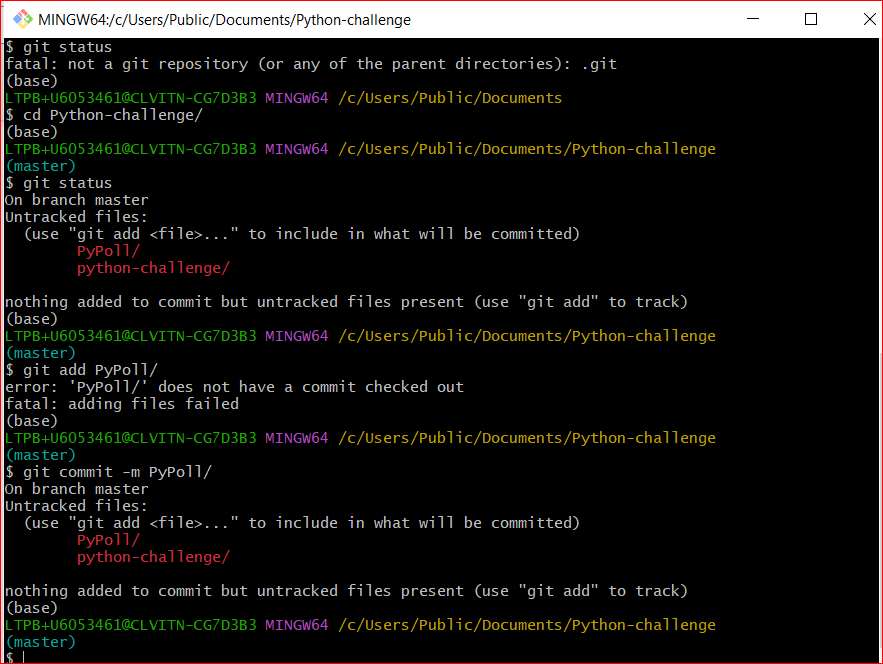 MINGW64:/c/Users/Public/Documents/Python-challenge
$ git status
fatal: not a git repository (or any of the parent directories): .git
(base)
LTPB+U6053461@CLVITN-CG7D3B3 MINGW64 /c/Users/Public/Documents
$ cd Python-challenge/
(base)
LTPB+U6053461@CLVITN-CG7D3B3 MINGW64 /c/Users/Public/Documents/Python-challenge
(master)
$ git status
On branch master
Untracked files:
  (use "git add <file>..." to include in what will be committed)
        PyPoll/
        python-challenge/

nothing added to commit but untracked files present (use "git add" to track)
(base)
LTPB+U6053461@CLVITN-CG7D3B3 MINGW64 /c/Users/Public/Documents/Python-challenge
(master)
$ git add PyPoll/
error: 'PyPoll/' does not have a commit checked out
fatal: adding files failed
(base)
LTPB+U6053461@CLVITN-CG7D3B3 MINGW64 /c/Users/Public/Documents/Python-challenge
(master)
$ git commit -m PyPoll/
On branch master
Untracked files:
  (use "git add <file>..." to include in what will be committed)
        PyPoll/
        python-challenge/

nothing added to commit but untracked files present (use "git add" to track)
(base)
LTPB+U6053461@CLVITN-CG7D3B3 MINGW64 /c/Users/Public/Documents/Python-challenge
(master)
$